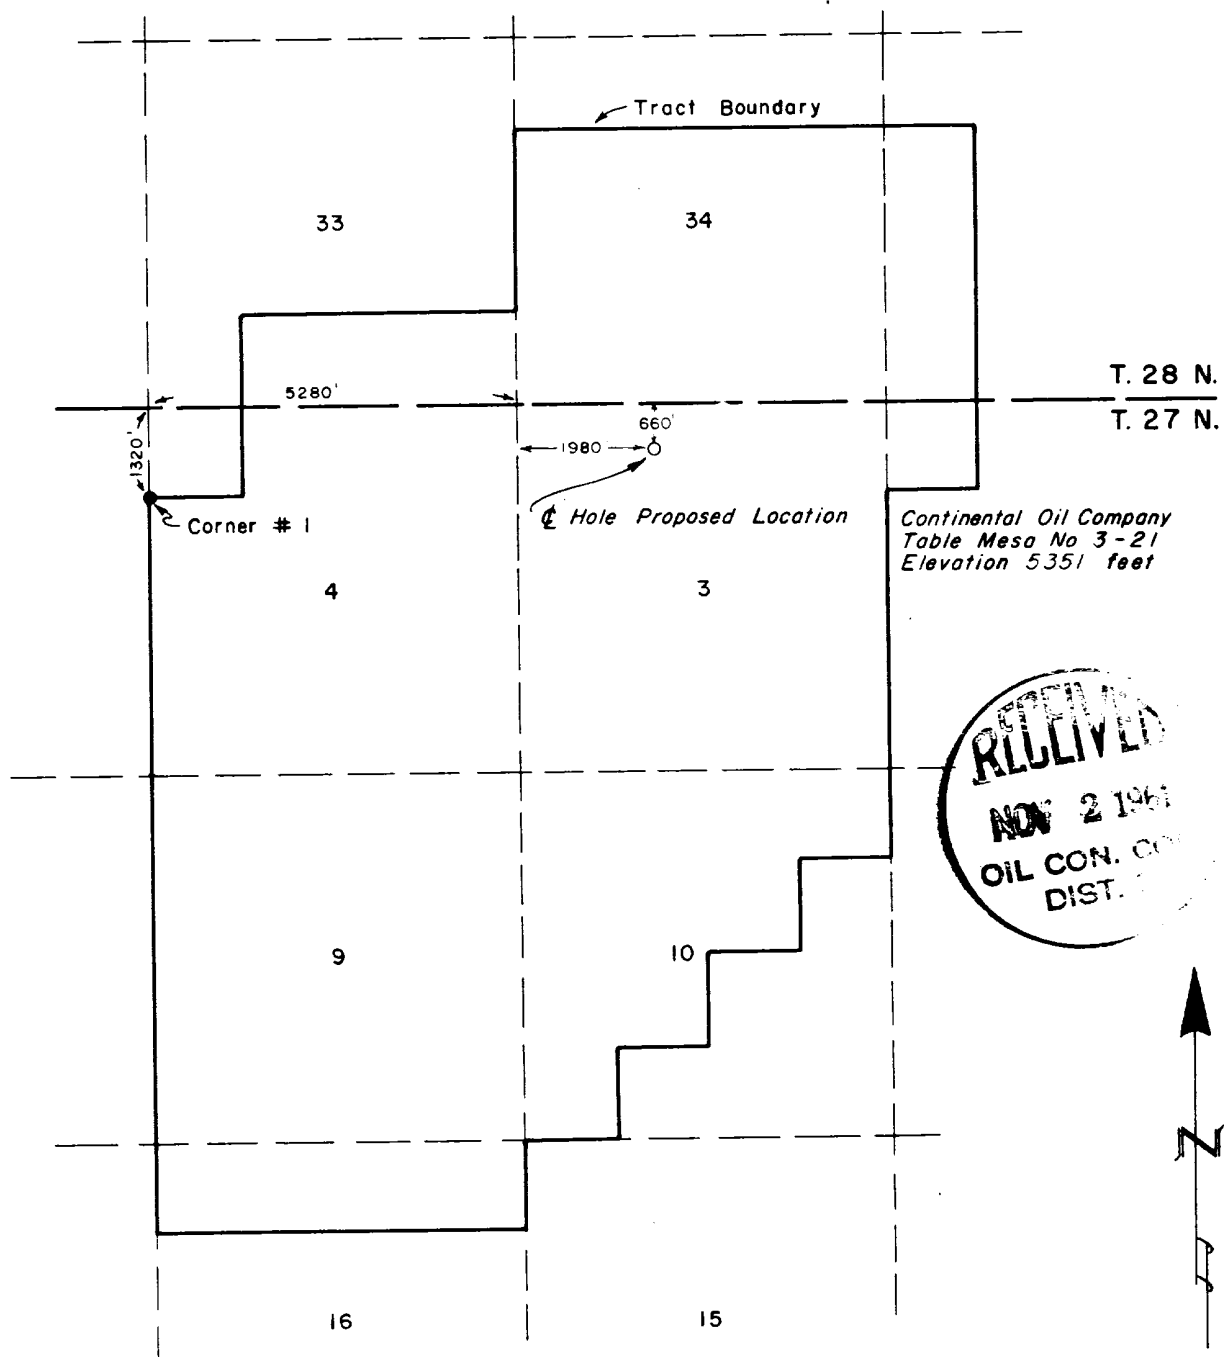 Tract Boundary
33
34
5280'
T. 28 N.
T. 27 N.
660'
1980
1320'
Corner # 1
℄ Hole Proposed Location
Continental Oil Company
Table Mesa No 3-21
Elevation 5351 feet
4
3
RECEIVED
NOV 2
OIL CON.
DIST.
9
10
N
16
15